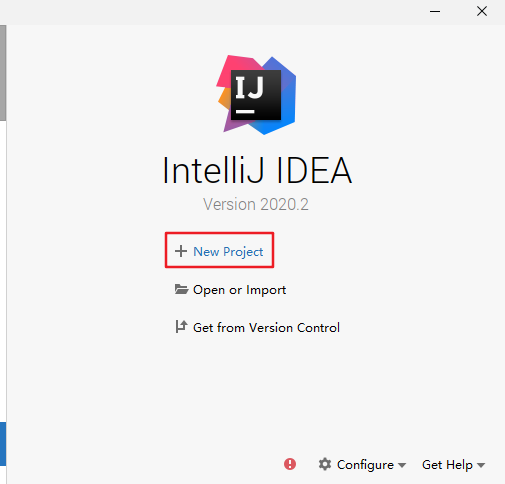 IJ
IntelliJ IDEA
Version 2020.2
New Project
Open or Import
Get from Version Control
Configure Get Help